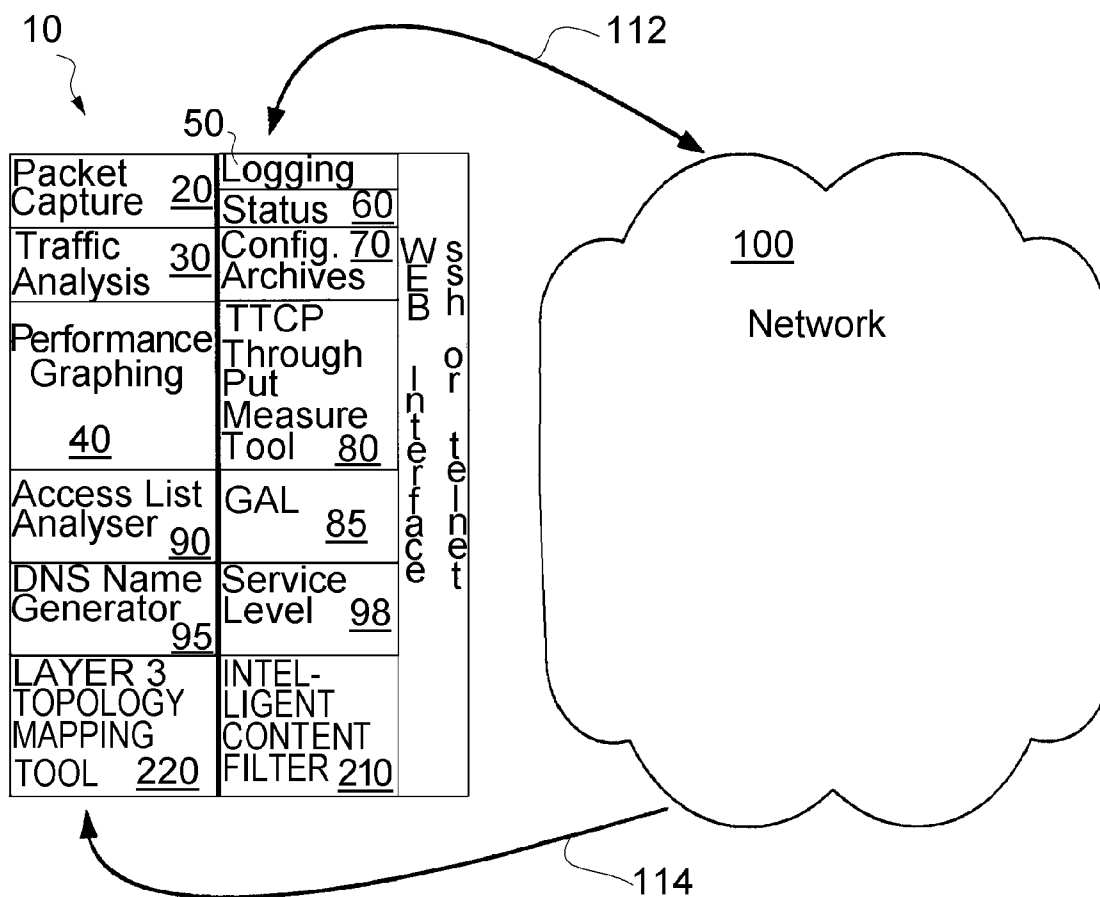 10
112
50
Packet
Capture 20
Traffic
Analysis 30
Performance
Graphing
40
Access List
Analyser 90
DNS Name
Generator
95
LAYER 3
TOPOLOGY
MAPPING
TOOL 220
Logging
Status 60
Config. 70
Archives
TTCP
Through
Put
Measure
Tool 80
GAL
85
Service
Level 98
INTEL-
LIGENT
CONTENT
FILTER 210
WEB Interface
ssh or telnet
100
Network
114